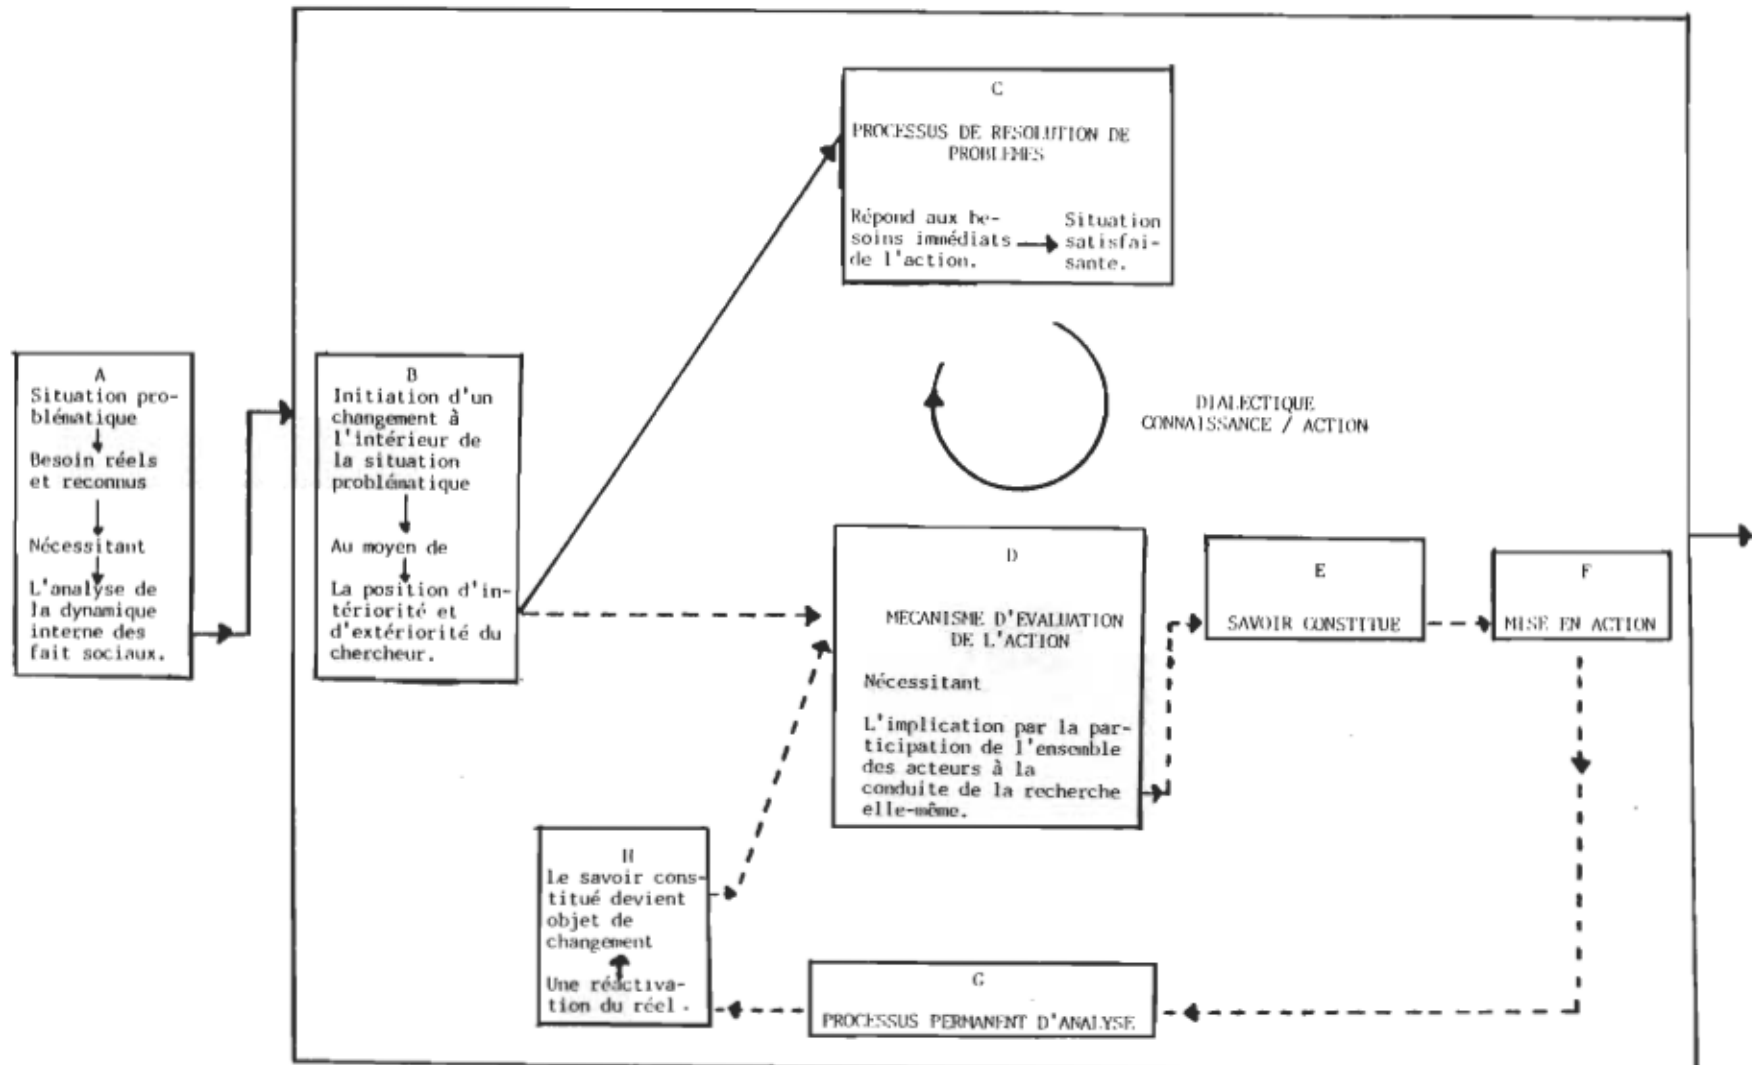 A
Situation pro-
blématique
Besoin réels
et reconnus
Nécessitant
L'analyse de
la dynamique
interne des
fait sociaux.
B
Initiation d'un
changement à
l'intérieur de
la situation
problématique
Au moyen de
La position d'in-
tériorité et
d'extériorité du
chercheur.
C
PROCESSUS DE RESOLUTION DE
PROBLEMES
Répond aux be-
soins immédiats
de l'action.
Situation
satisfai-
sante.
DIALECTIQUE
CONNAISSANCE / ACTION
D
MECANISME D'EVALUATION
DE L'ACTION
Nécessitant
L'implication par la par-
ticipation de l'ensemble
des acteurs à la
conduite de la recherche
elle-même.
E
SAVOIR CONSTITUE
F
MISE EN ACTION
G
PROCESSUS PERMANENT D'ANALYSE
H
Le savoir cons-
titué devient
objet de
changement
Une réactiva-
tion du réel.